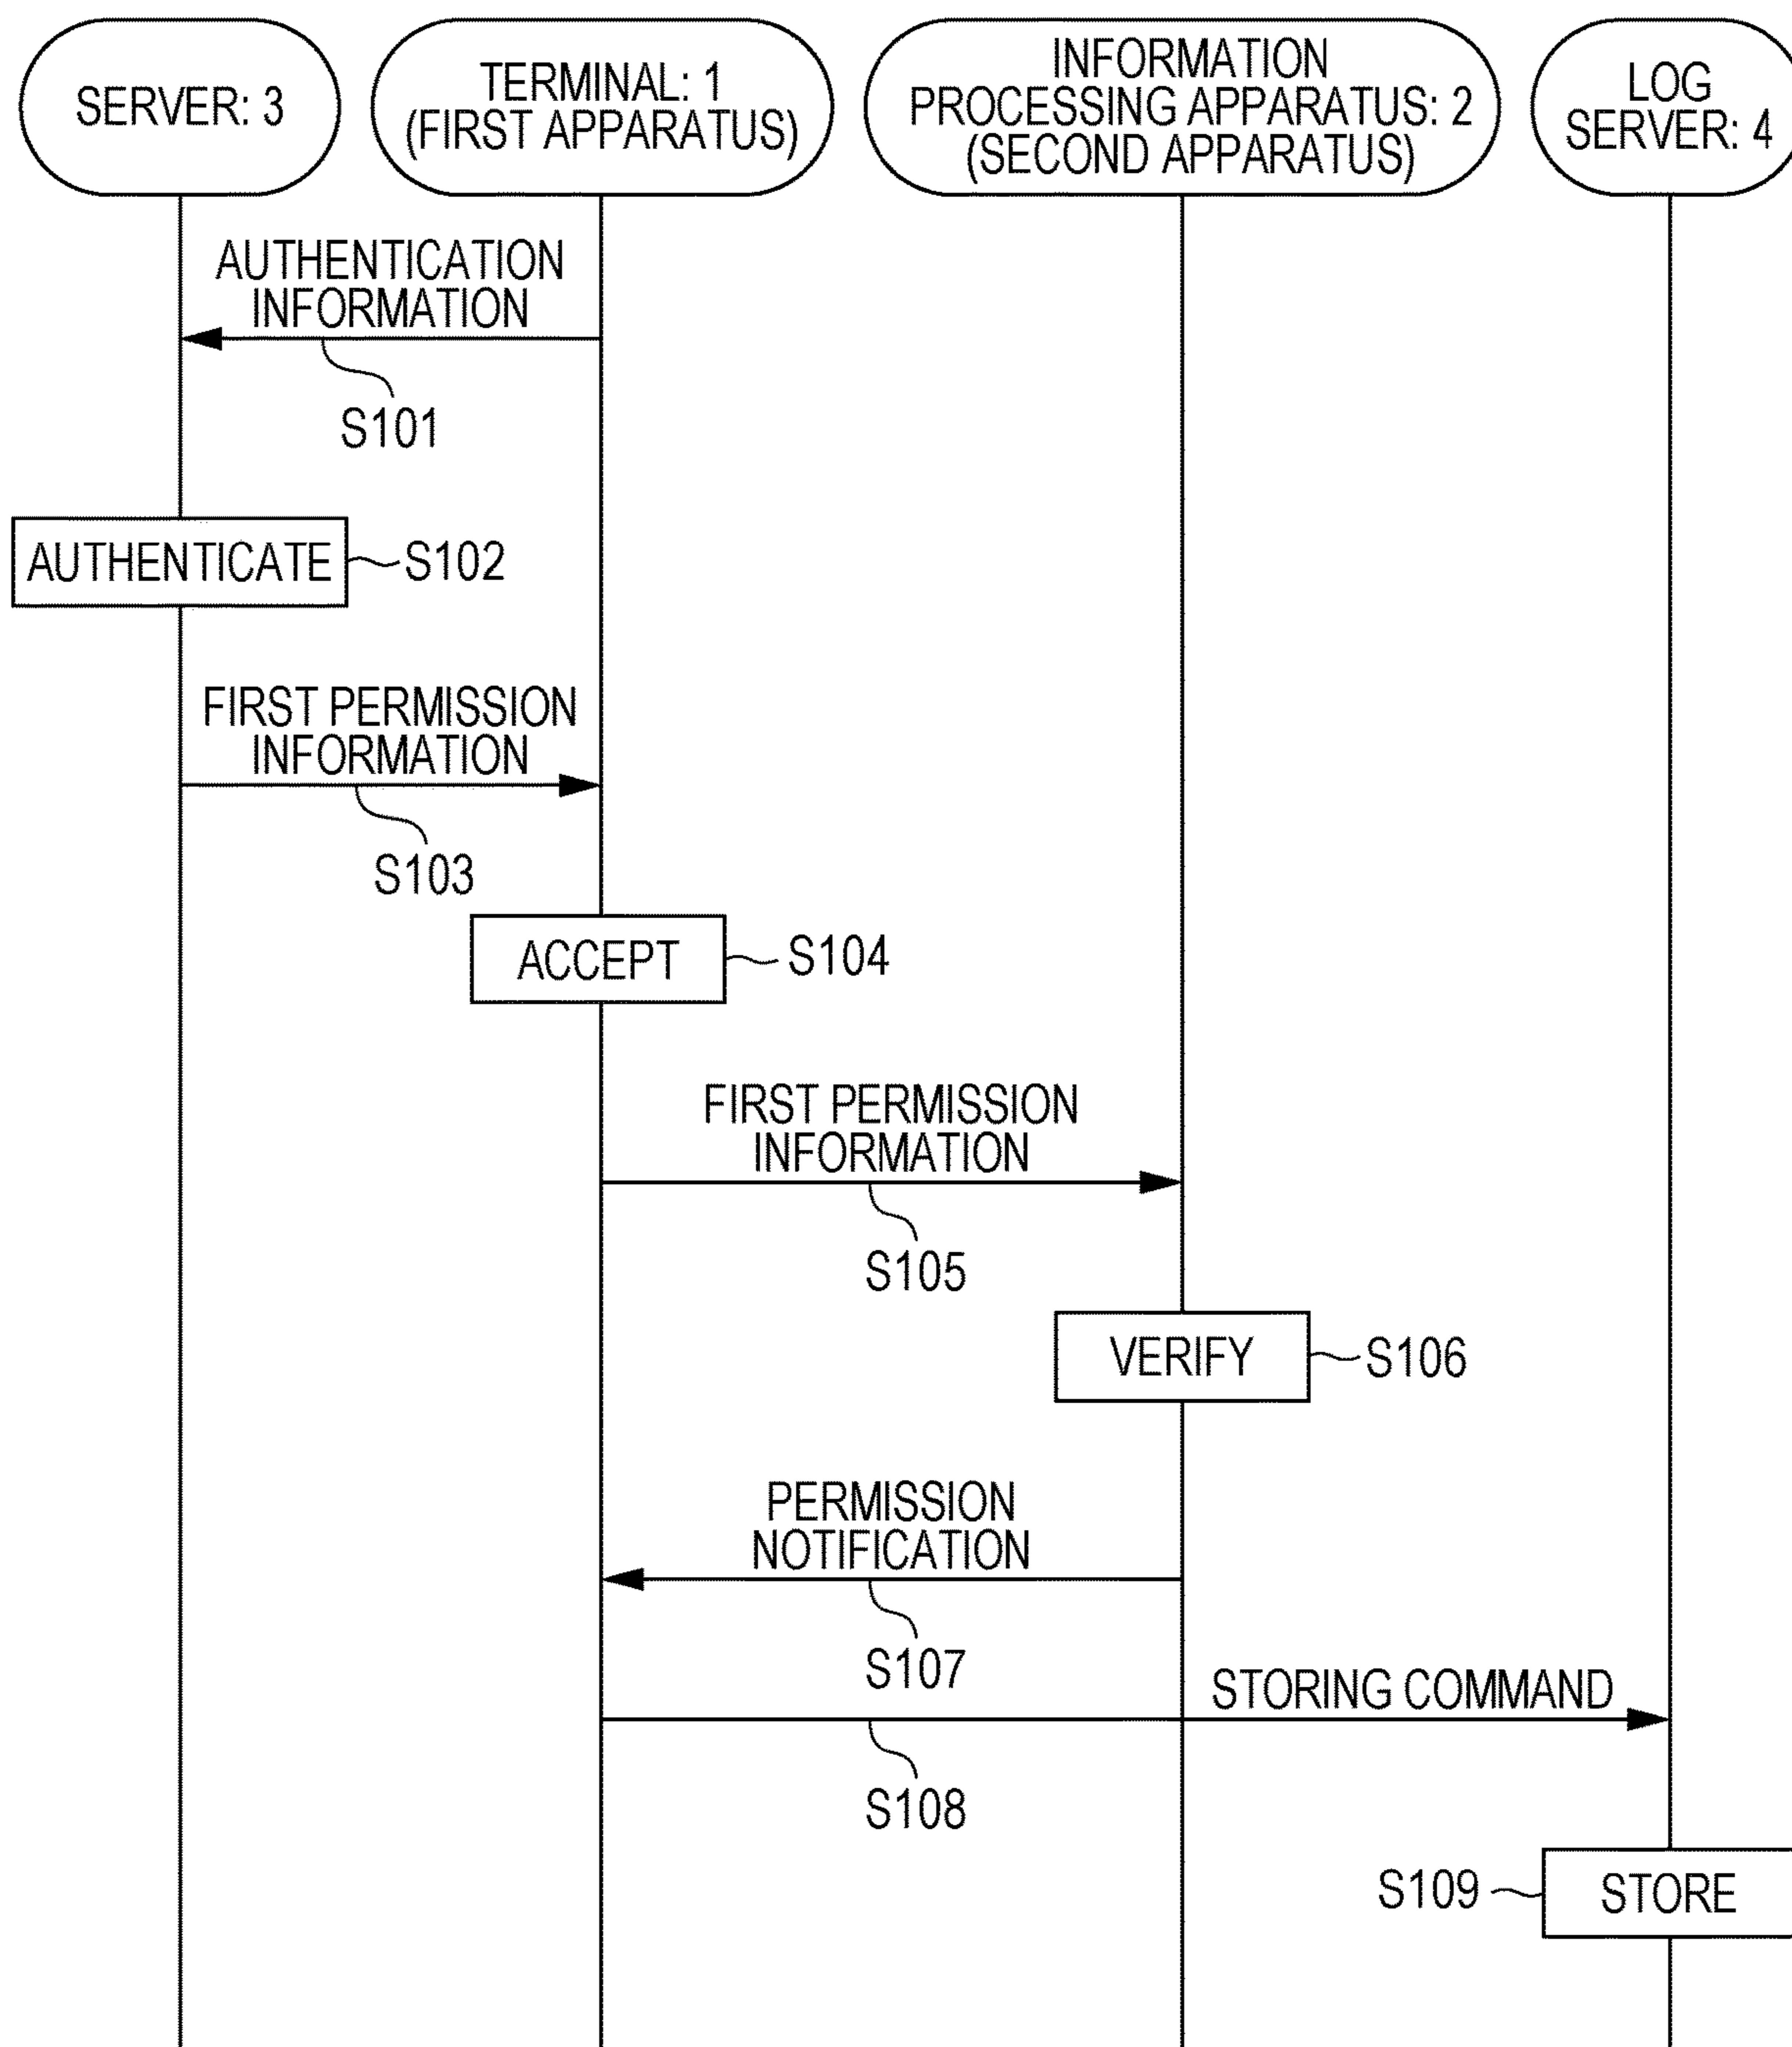 SERVER: 3
TERMINAL: 1
(FIRST APPARATUS)
INFORMATION
PROCESSING APPARATUS: 2
(SECOND APPARATUS)
LOG
SERVER: 4
AUTHENTICATION
INFORMATION
S101
AUTHENTICATE
S102
FIRST PERMISSION
INFORMATION
S103
ACCEPT
S104
FIRST PERMISSION
INFORMATION
S105
VERIFY
S106
PERMISSION
NOTIFICATION
S107
STORING COMMAND
S108
S109
STORE